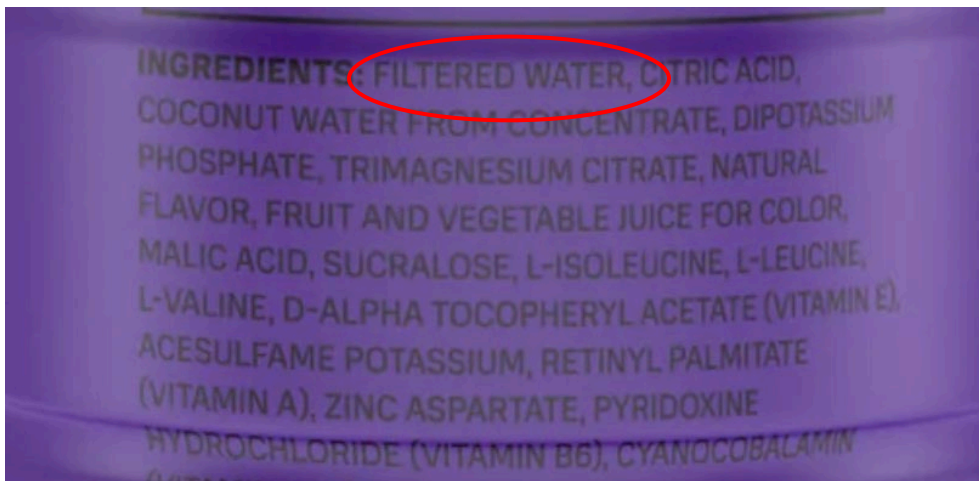 INGREDIENTS: FILTERED WATER, CITRIC ACID,
COCONUT WATER FROM CONCENTRATE, DIPOTASSIUM
PHOSPHATE, TRIMAGNESIUM CITRATE, NATURAL
FLAVOR, FRUIT AND VEGETABLE JUICE FOR COLOR,
MALIC ACID, SUCRALOSE, L-ISOLEUCINE, L-LEUCINE,
L-VALINE, D-ALPHA TOCOPHERYL ACETATE (VITAMIN E),
ACESULFAME POTASSIUM, RETINYL PALMITATE
(VITAMIN A), ZINC ASPARTATE, PYRIDOXINE
HYDROCHLORIDE (VITAMIN B6), CYANOCOBALAMIN